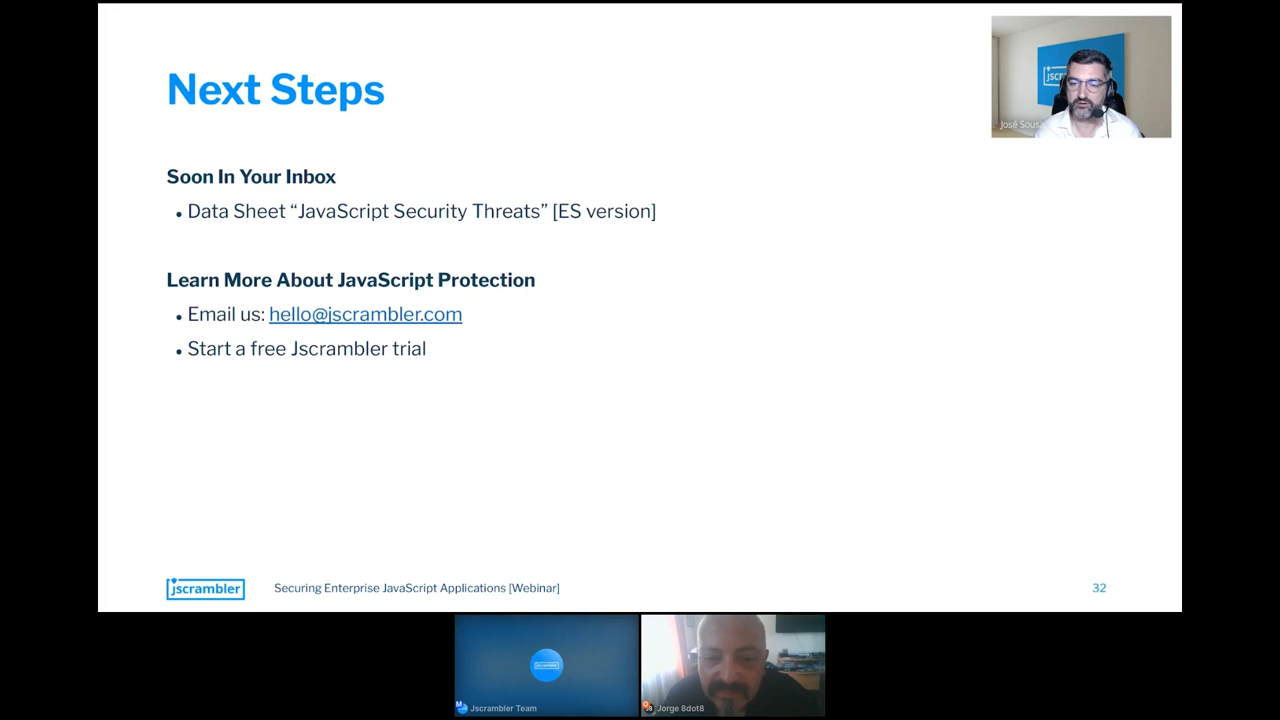 Next Steps
José Sousa
Soon In Your Inbox
• Data Sheet “JavaScript Security Threats” [ES version]
Learn More About JavaScript Protection
• Email us: hello@jscrambler.com
• Start a free Jscrambler trial
jscrambler
Securing Enterprise JavaScript Applications [Webinar]
32
Jscrambler Team
Jorge 8dot8